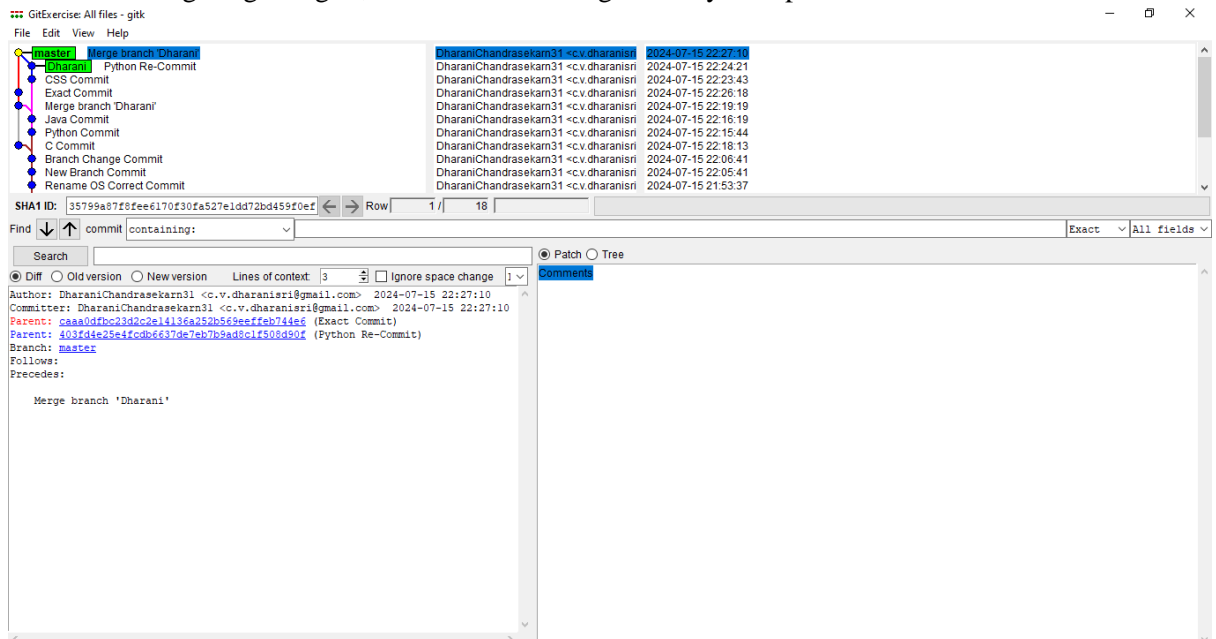 GitExercise: All files - gitk
File Edit View Help
master Merge branch 'Dharani' DharaniChandrasekarn31 <c.v.dharanisri 2024-07-15 22:27:10
Dharani Python Re-Commit DharaniChandrasekarn31 <c.v.dharanisri 2024-07-15 22:24:21
CSS Commit DharaniChandrasekarn31 <c.v.dharanisri 2024-07-15 22:23:43
Exact Commit DharaniChandrasekarn31 <c.v.dharanisri 2024-07-15 22:26:18
Merge branch 'Dharani' DharaniChandrasekarn31 <c.v.dharanisri 2024-07-15 22:19:19
Java Commit DharaniChandrasekarn31 <c.v.dharanisri 2024-07-15 22:16:19
Python Commit DharaniChandrasekarn31 <c.v.dharanisri 2024-07-15 22:15:44
C Commit DharaniChandrasekarn31 <c.v.dharanisri 2024-07-15 22:18:13
Branch Change Commit DharaniChandrasekarn31 <c.v.dharanisri 2024-07-15 22:06:41
New Branch Commit DharaniChandrasekarn31 <c.v.dharanisri 2024-07-15 22:05:41
Rename OS Correct Commit DharaniChandrasekarn31 <c.v.dharanisri 2024-07-15 21:53:37
SHA1 ID: 35799a87f8fee6170f30fa527e1dd72bd459f0ef Row 1 / 18
Find commit containing: Exact All fields
Search
Patch Tree
Diff Old version New version Lines of context: 3 Ignore space change
Comments
Author: DharaniChandrasekarn31 <c.v.dharanisri@gmail.com> 2024-07-15 22:27:10
Committer: DharaniChandrasekarn31 <c.v.dharanisri@gmail.com> 2024-07-15 22:27:10
Parent: caaa0dfbc23d2c2e14136a252b569eeffeb744e6 (Exact Commit)
Parent: 403fd4e25e4fcdb6637de7eb7b9ad8c1f508d90f (Python Re-Commit)
Branch: master
Follows:
Precedes:
Merge branch 'Dharani'